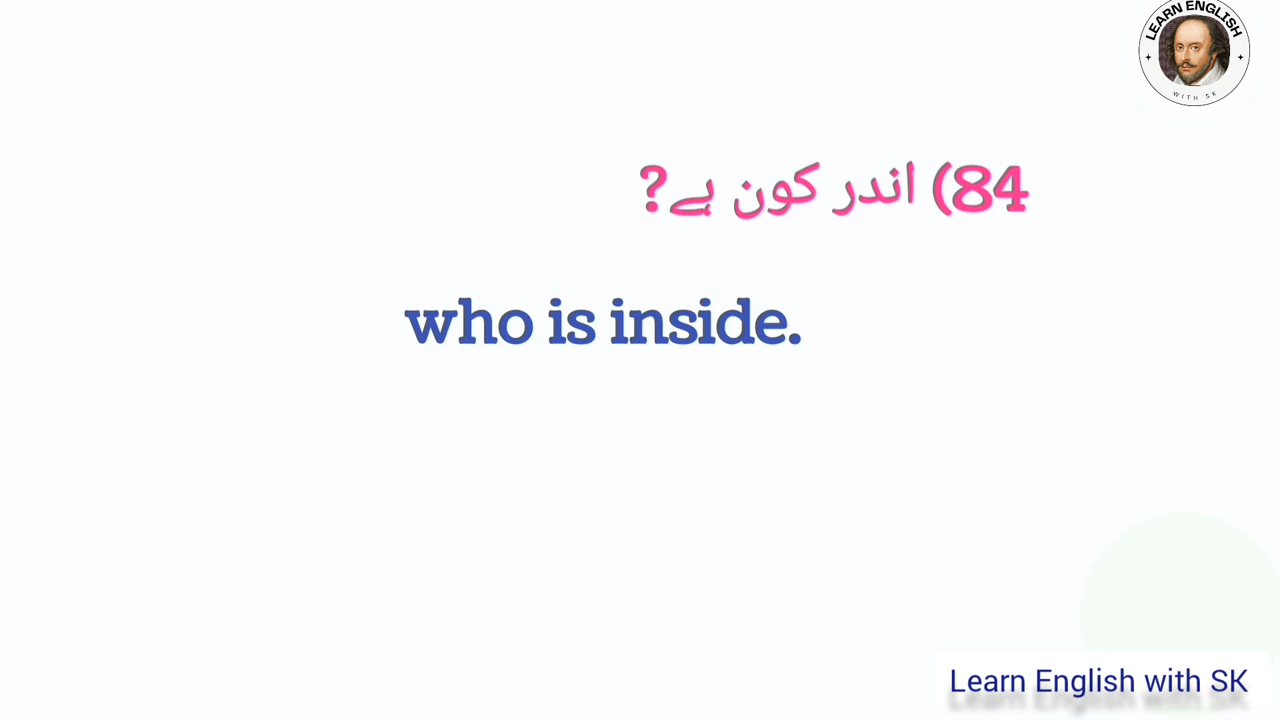 LEARN ENGLISH
WITH SK
84) اندر کون ہے?
who is inside.
Learn English with SK